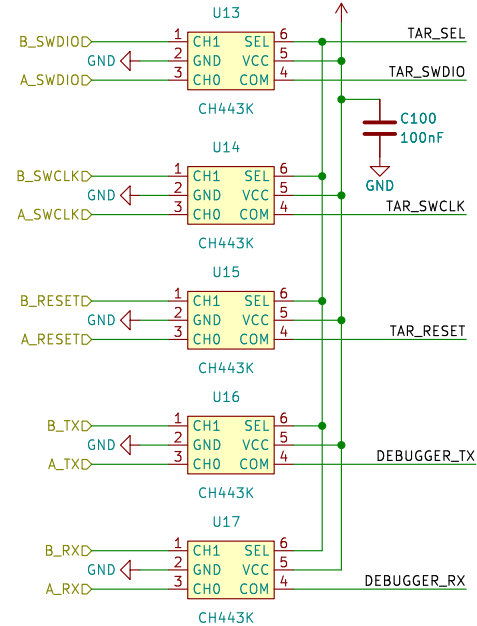 U13
B_SWDIO 1 CH1 SEL 6 TAR_SEL
GND 2 GND VCC 5
A_SWDIO 3 CH0 COM 4 TAR_SWDIO
CH443K
C100
100nF
GND
U14
B_SWCLK 1 CH1 SEL 6
GND 2 GND VCC 5
A_SWCLK 3 CH0 COM 4 TAR_SWCLK
CH443K
U15
B_RESET 1 CH1 SEL 6
GND 2 GND VCC 5
A_RESET 3 CH0 COM 4 TAR_RESET
CH443K
U16
B_TX 1 CH1 SEL 6
GND 2 GND VCC 5
A_TX 3 CH0 COM 4 DEBUGGER_TX
CH443K
U17
B_RX 1 CH1 SEL 6
GND 2 GND VCC 5
A_RX 3 CH0 COM 4 DEBUGGER_RX
CH443K